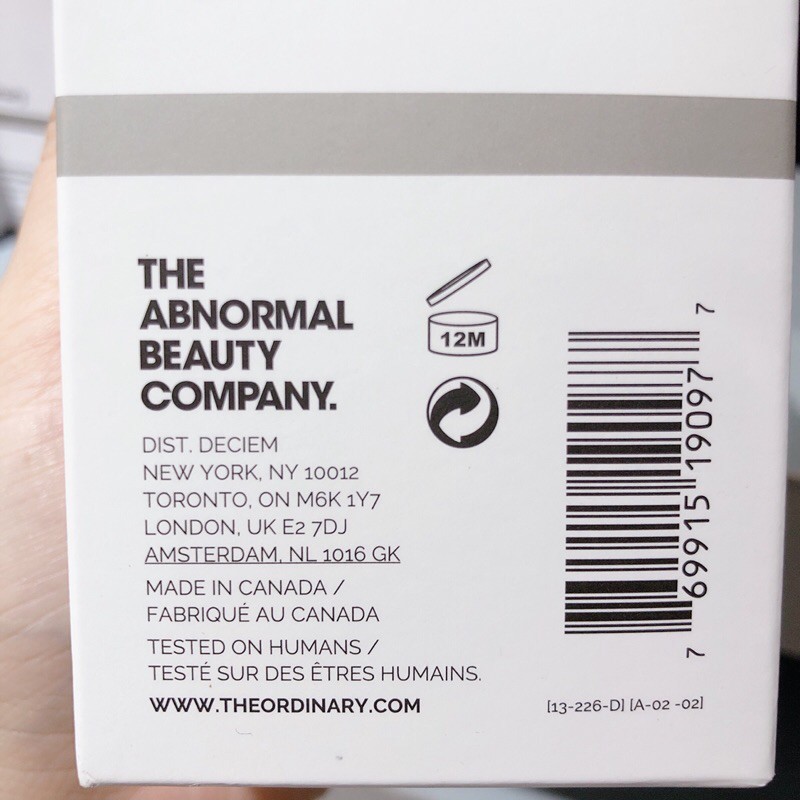 THE
ABNORMAL
BEAUTY
COMPANY.
DIST. DECIEM
NEW YORK, NY 10012
TORONTO, ON M6K 1Y7
LONDON, UK E2 7DJ
AMSTERDAM, NL 1016 GK
MADE IN CANADA /
FABRIQUÉ AU CANADA
TESTED ON HUMANS /
TESTÉ SUR DES ÊTRES HUMAINS.
WWW.THEORDINARY.COM
12M
7 69915 19097 7
[13-226-D] [A-02 -02]